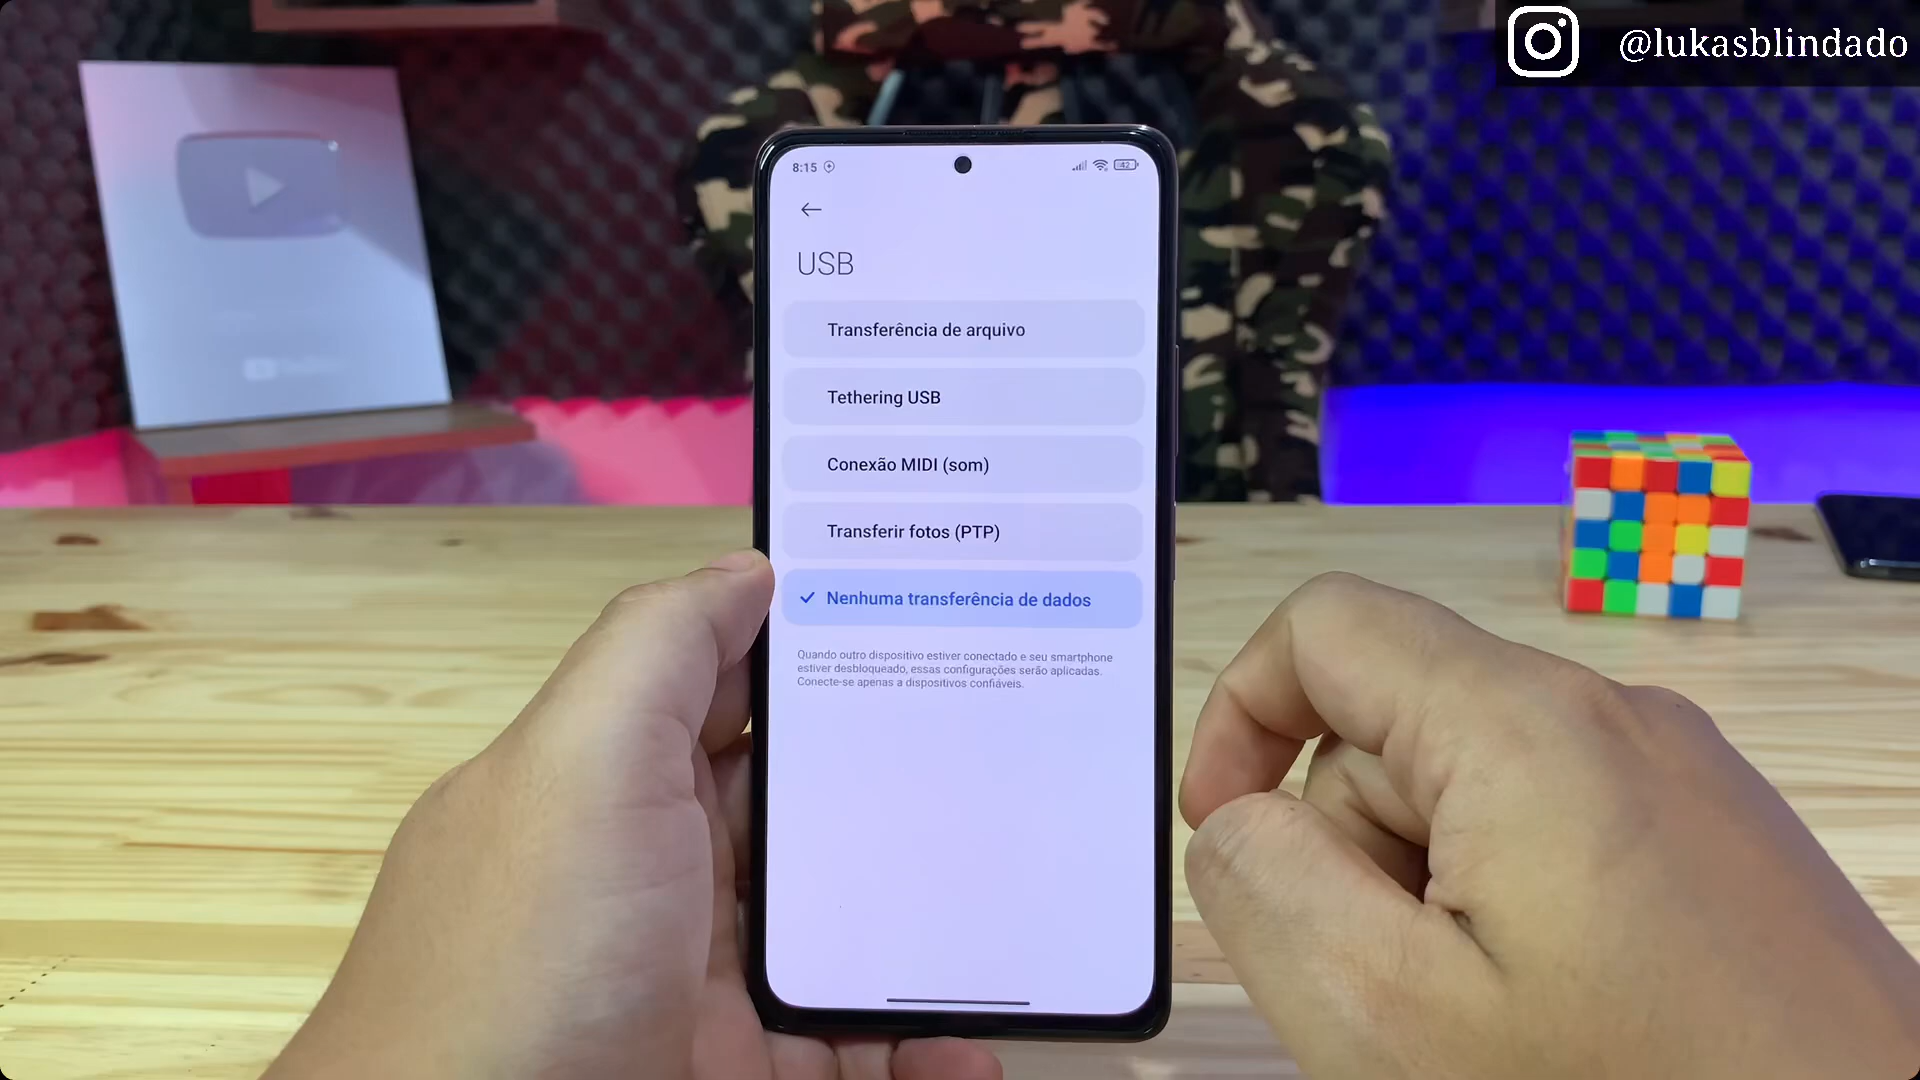 @lukasblindado
8:15
42
USB
Transferência de arquivo
Tethering USB
Conexão MIDI (som)
Transferir fotos (PTP)
Nenhuma transferência de dados
Quando outro dispositivo estiver conectado e seu smartphone
estiver desbloqueado, essas configurações serão aplicadas.
Conecte-se apenas a dispositivos confiáveis.